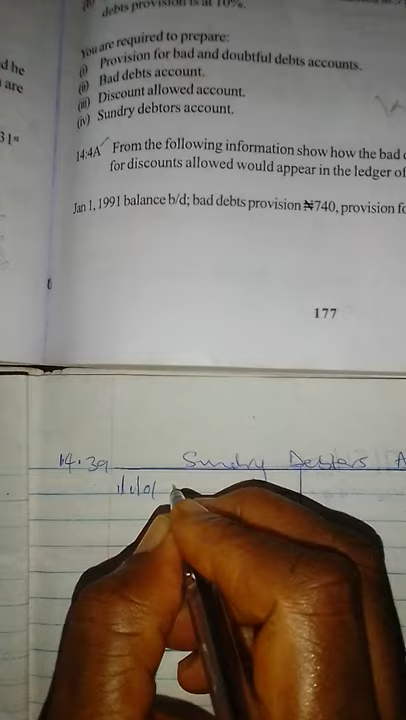 debts provision is at 10%.
You are required to prepare:
(i) Provision for bad and doubtful debts accounts.
(ii) Bad debts account.
(iii) Discount allowed account.
(iv) Sundry debtors account.
d he
are
31ˢᵗ
14:4A From the following information show how the bad
for discounts allowed would appear in the ledger of
Jan 1, 1991 balance b/d; bad debts provision ₦740, provision fo
177
14.39 Sundry Debtors A
1/1/01